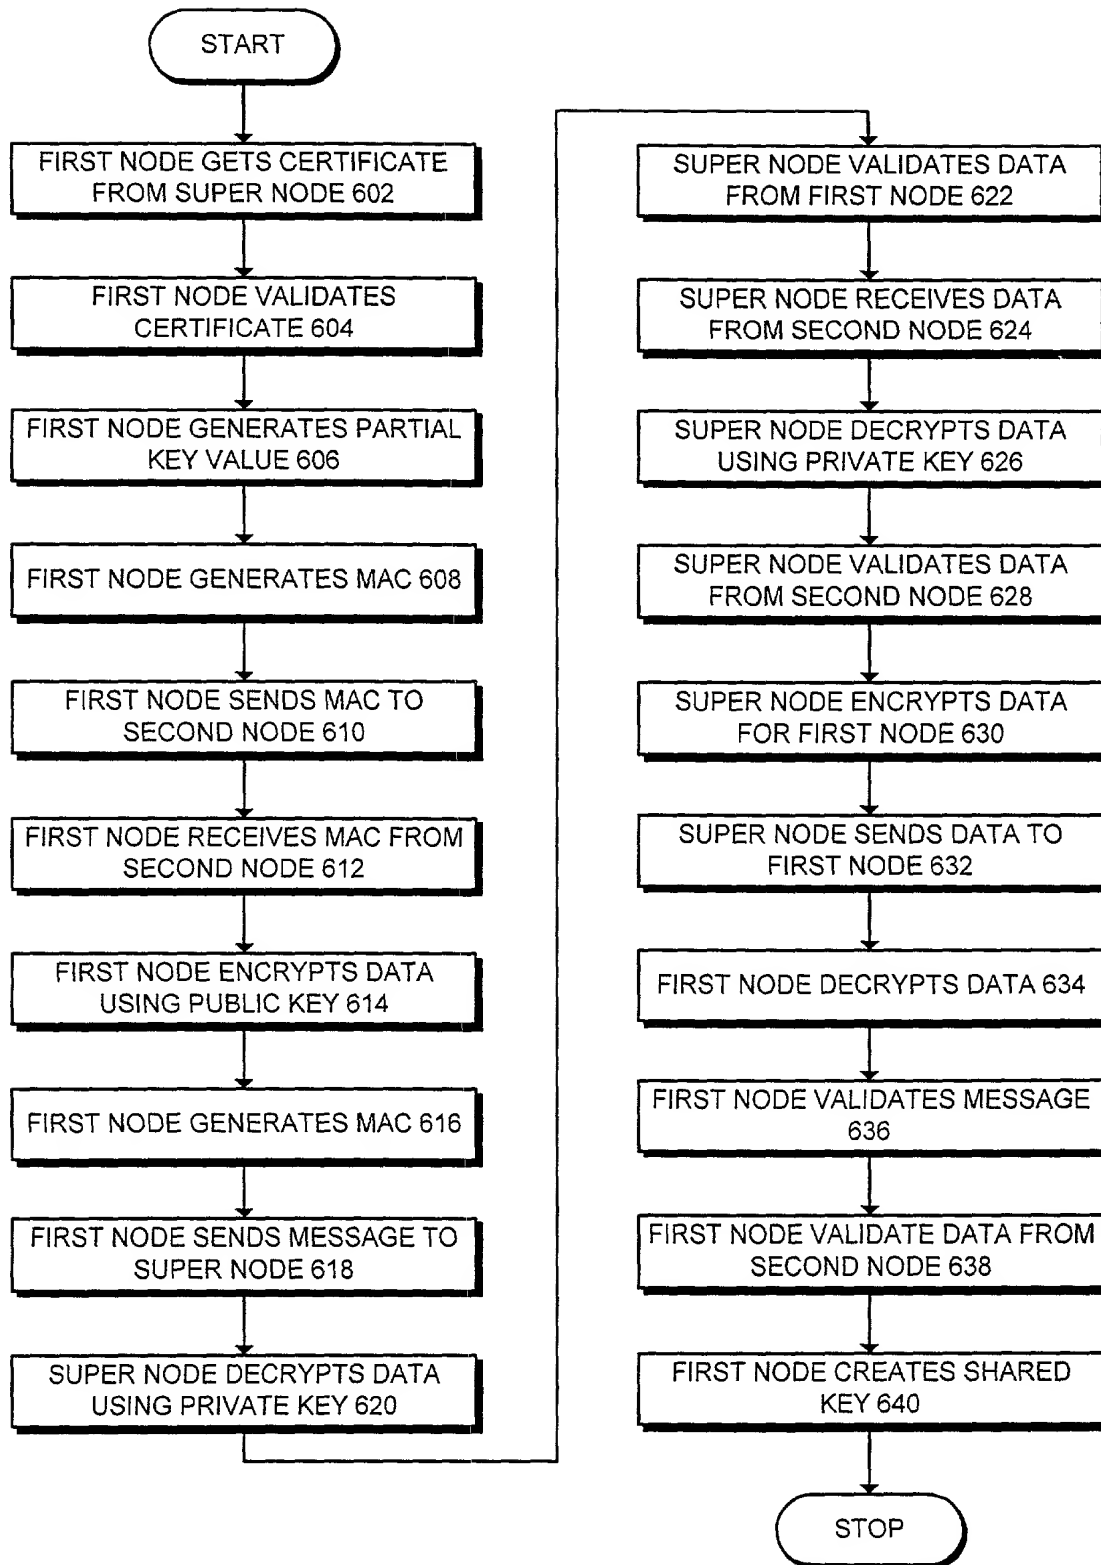 START
FIRST NODE GETS CERTIFICATE
FROM SUPER NODE 602
FIRST NODE VALIDATES
CERTIFICATE 604
FIRST NODE GENERATES PARTIAL
KEY VALUE 606
FIRST NODE GENERATES MAC 608
FIRST NODE SENDS MAC TO
SECOND NODE 610
FIRST NODE RECEIVES MAC FROM
SECOND NODE 612
FIRST NODE ENCRYPTS DATA
USING PUBLIC KEY 614
FIRST NODE GENERATES MAC 616
FIRST NODE SENDS MESSAGE TO
SUPER NODE 618
SUPER NODE DECRYPTS DATA
USING PRIVATE KEY 620
SUPER NODE VALIDATES DATA
FROM FIRST NODE 622
SUPER NODE RECEIVES DATA
FROM SECOND NODE 624
SUPER NODE DECRYPTS DATA
USING PRIVATE KEY 626
SUPER NODE VALIDATES DATA
FROM SECOND NODE 628
SUPER NODE ENCRYPTS DATA
FOR FIRST NODE 630
SUPER NODE SENDS DATA TO
FIRST NODE 632
FIRST NODE DECRYPTS DATA 634
FIRST NODE VALIDATES MESSAGE
636
FIRST NODE VALIDATE DATA FROM
SECOND NODE 638
FIRST NODE CREATES SHARED
KEY 640
STOP